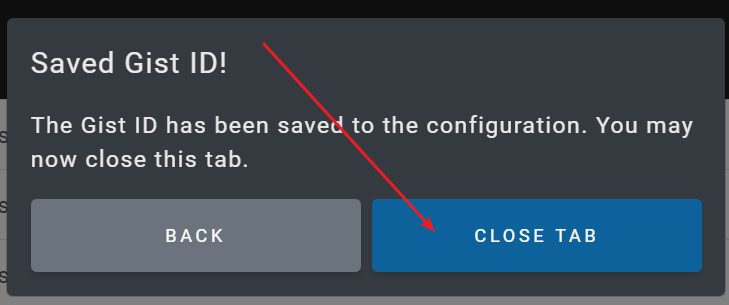 Saved Gist ID!
The Gist ID has been saved to the configuration. You may
now close this tab.
BACK
CLOSE TAB